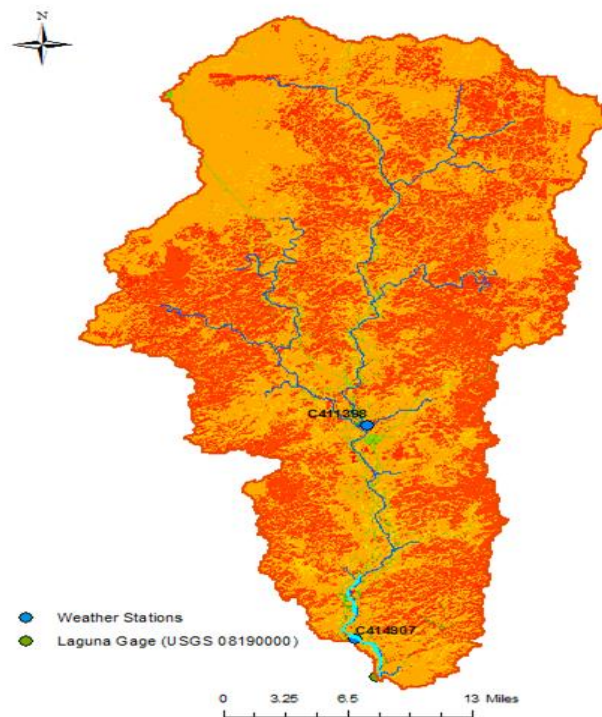 N
C411398
C414907
Weather Stations
Laguna Gage (USGS 08190000)
0 3.25 6.5 13 Miles